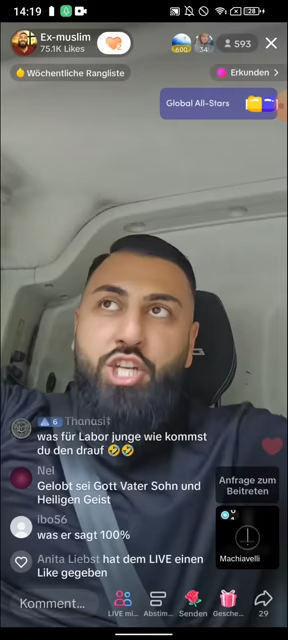 14:19
28
Ex-muslim
75.1K Likes
600
34
593
Wöchentliche Rangliste
Erkunden
Global All-Stars
6 Thanasit
was für Labor junge wie kommst
du den drauf 🤣🤣
Nel
Gelobt sei Gott Vater Sohn und
Heiligen Geist
Anfrage zum
Beitreten
ibo56
was er sagt 100%
Machiavelli
Anita Liebst hat dem LIVE einen
Like gegeben
Komment...
LIVE mi...
Abstim...
Senden
Gesche...
29